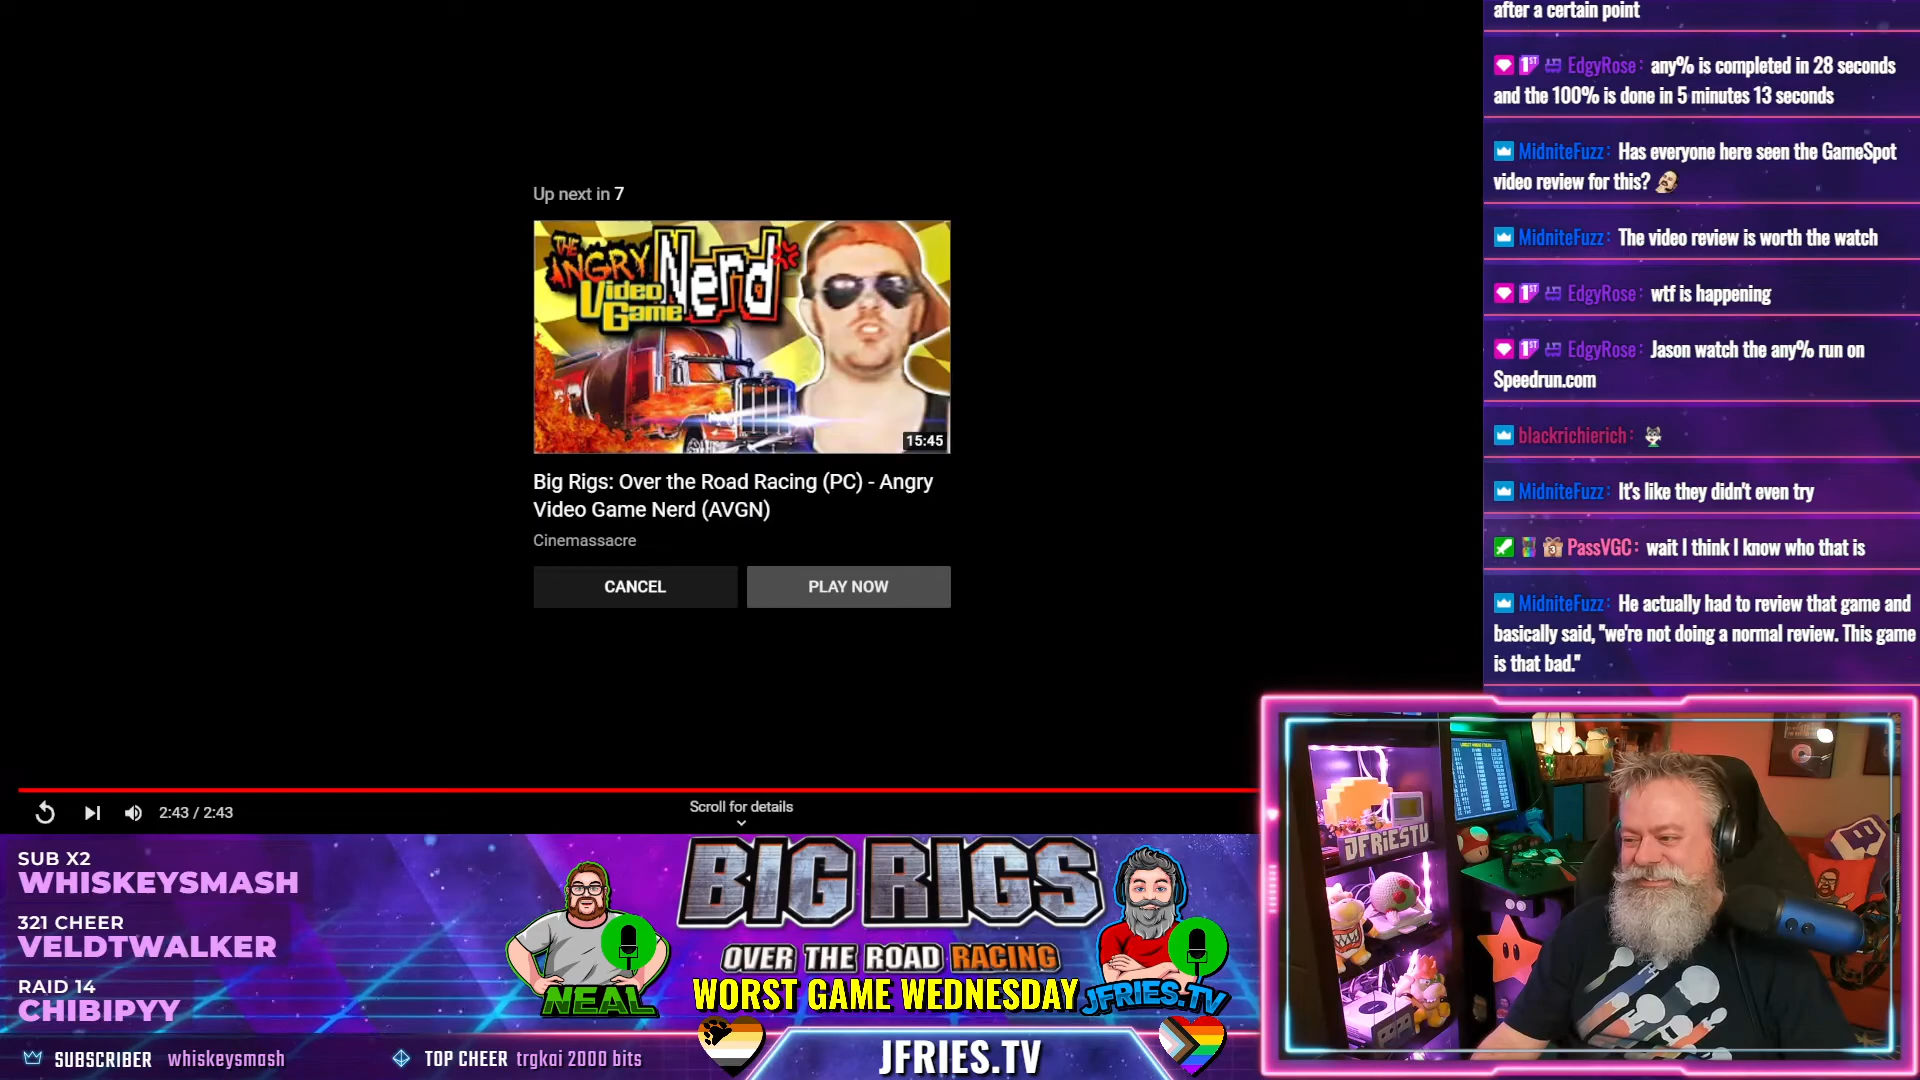 after a certain point
EdgyRose: any% is completed in 28 seconds
and the 100% is done in 5 minutes 13 seconds
MidniteFuzz: Has everyone here seen the GameSpot
video review for this?
MidniteFuzz: The video review is worth the watch
EdgyRose: wtf is happening
EdgyRose: Jason watch the any% run on
Speedrun.com
blackrichierich:
MidniteFuzz: It's like they didn't even try
PassVGC: wait I think I know who that is
MidniteFuzz: He actually had to review that game and
basically said, "we're not doing a normal review. This game
is that bad."
Up next in 7
THE
ANGRY
Video
Game
Nerd
15:45
Big Rigs: Over the Road Racing (PC) - Angry
Video Game Nerd (AVGN)
Cinemassacre
CANCEL
PLAY NOW
2:43 / 2:43
Scroll for details
SUB X2
WHISKEYSMASH
321 CHEER
VELDTWALKER
RAID 14
CHIBIPYY
NEAL
BIG RIGS
OVER THE ROAD RACING
WORST GAME WEDNESDAY
JFRIES.TV
SUBSCRIBER whiskeysmash
TOP CHEER trgkai 2000 bits
JFRIES.TV
JFRIESTV